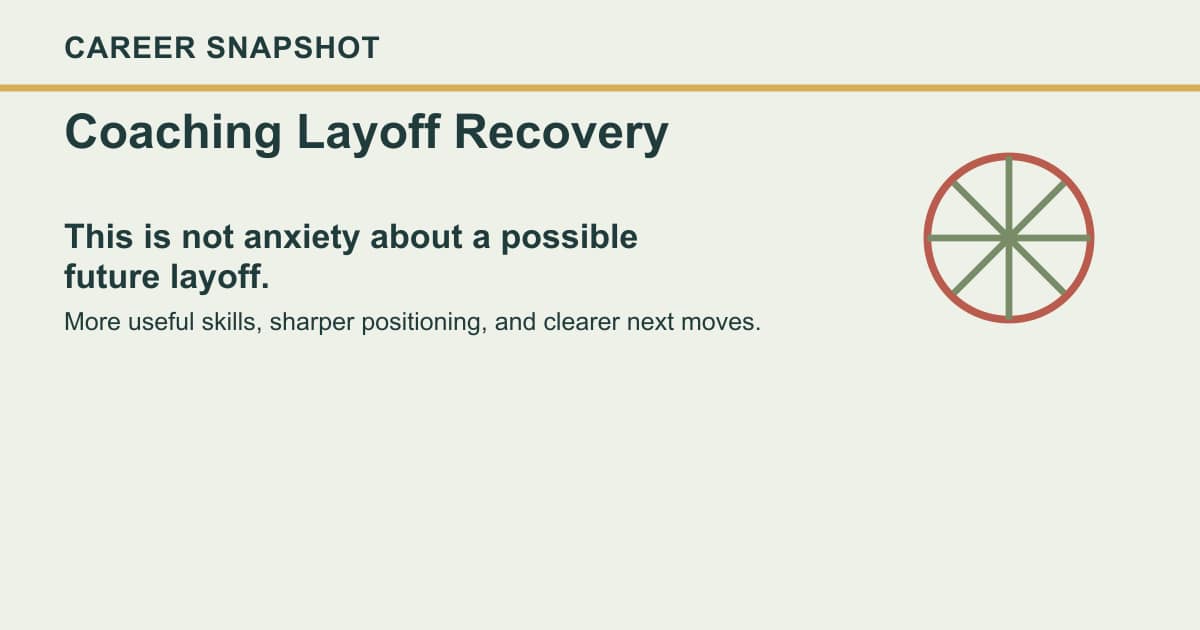 CAREER SNAPSHOT
Coaching Layoff Recovery
This is not anxiety about a possible
future layoff.
More useful skills, sharper positioning, and clearer next moves.